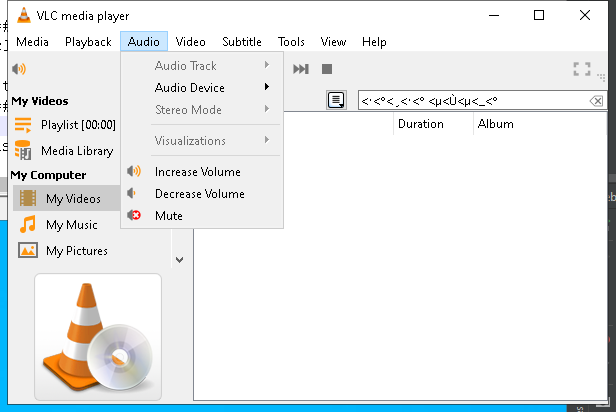 VLC media player
Media Playback Audio Video Subtitle Tools View Help
Audio Track
Audio Device
Stereo Mode
Visualizations
Increase Volume
Decrease Volume
Mute
My Videos
Playlist [00:00]
Media Library
My Computer
My Videos
My Music
My Pictures
Duration Album